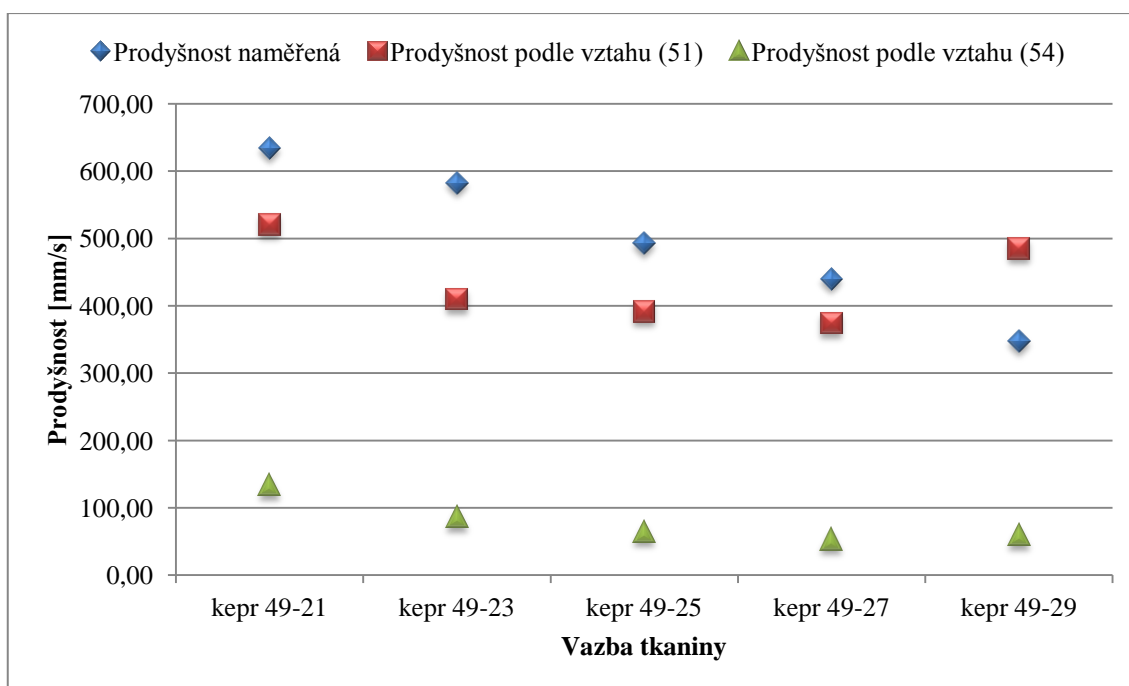 Prodyšnost naměřená Prodyšnost podle vztahu (51) Prodyšnost podle vztahu (54)
700,00
600,00
500,00
400,00
300,00
200,00
100,00
0,00
Prodyšnost [mm/s]
kepr 49-21 kepr 49-23 kepr 49-25 kepr 49-27 kepr 49-29
Vazba tkaniny